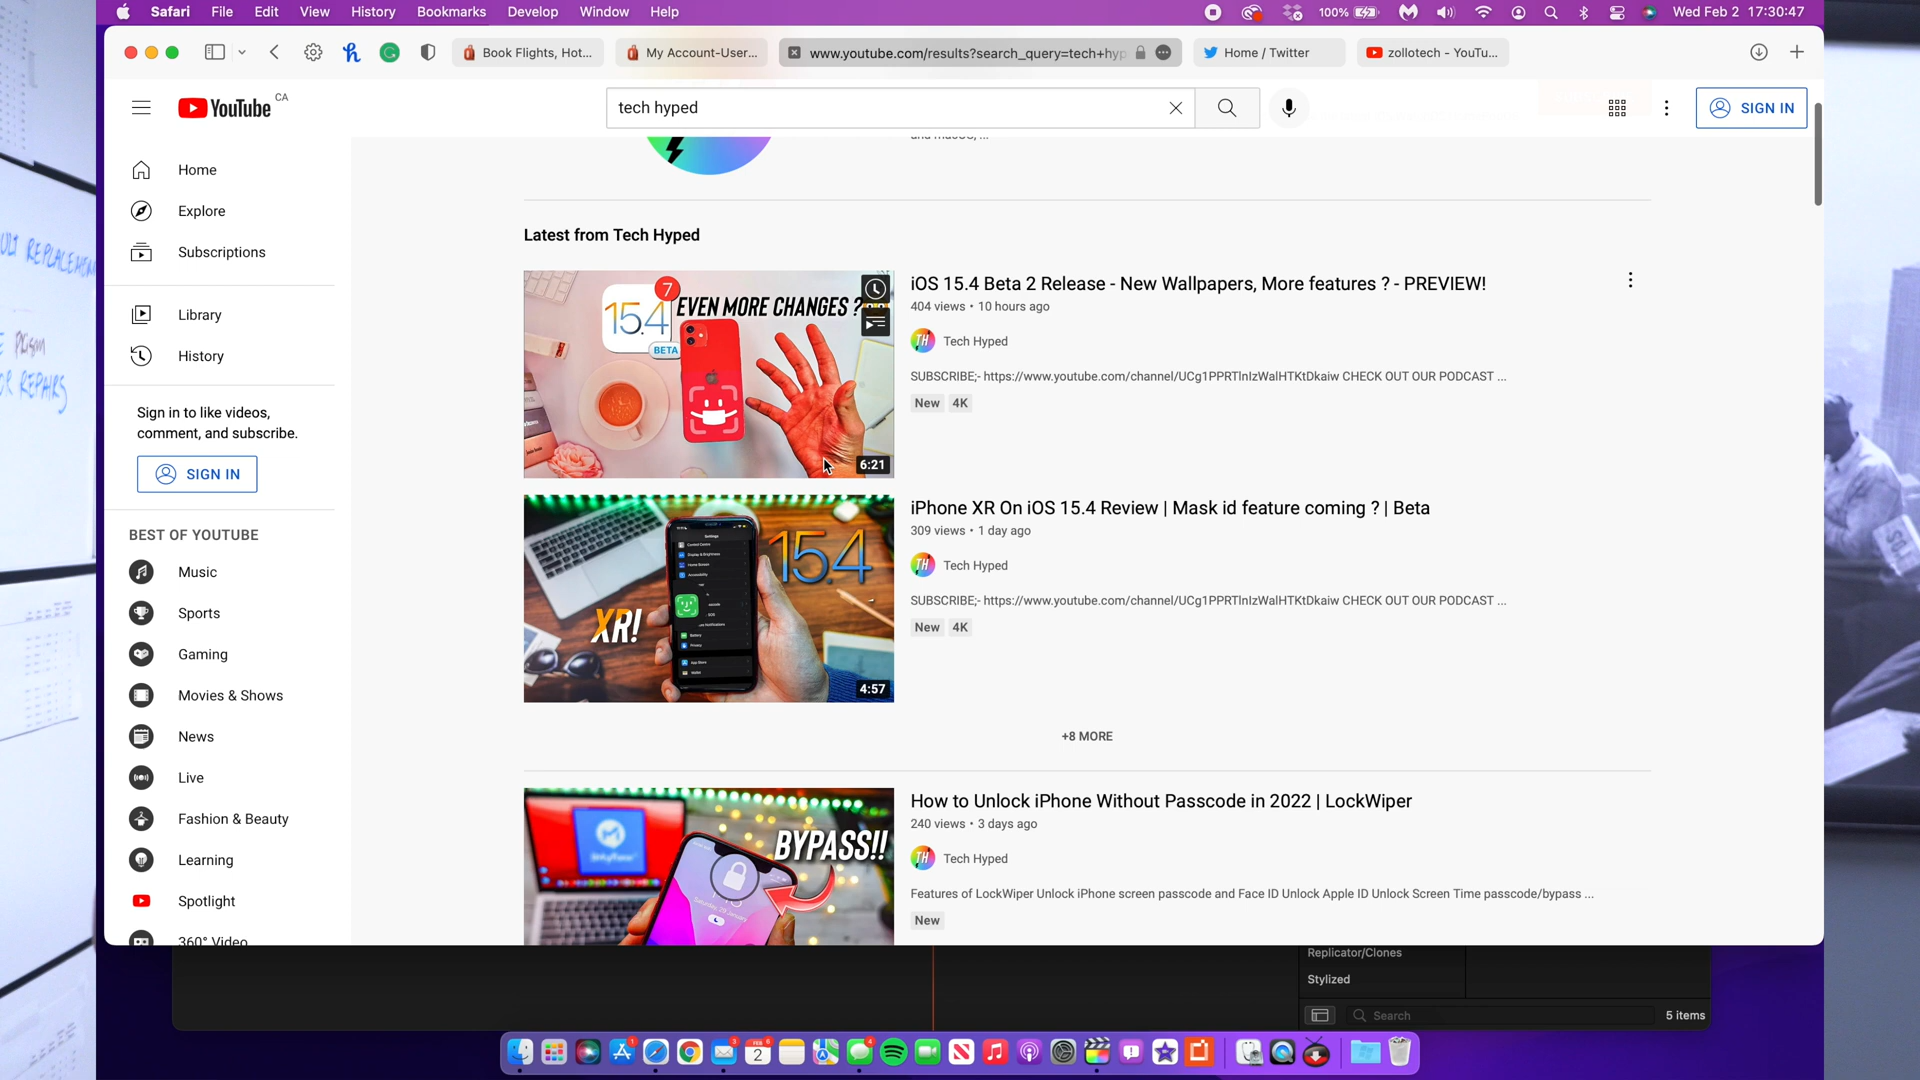 Safari File Edit View History Bookmarks Develop Window Help 100% Wed Feb 2 17:30:47
Book Flights, Hot... My Account-User... www.youtube.com/results?search_query=tech+hyp Home / Twitter zollotech - YouTu...
YouTube CA tech hyped SIGN IN
Home
Explore
Subscriptions
Library
History
Sign in to like videos,
comment, and subscribe.
SIGN IN
BEST OF YOUTUBE
Music
Sports
Gaming
Movies & Shows
News
Live
Fashion & Beauty
Learning
Spotlight
360° Video
Latest from Tech Hyped
7
15.4
BETA
EVEN MORE CHANGES ?
6:21
iOS 15.4 Beta 2 Release - New Wallpapers, More features ? - PREVIEW!
404 views • 10 hours ago
TH Tech Hyped
SUBSCRIBE;- https://www.youtube.com/channel/UCg1PPRTlnIzWalHTKtDkaiw CHECK OUT OUR PODCAST ...
New 4K
15.4
XR!
4:57
iPhone XR On iOS 15.4 Review | Mask id feature coming ? | Beta
309 views • 1 day ago
TH Tech Hyped
SUBSCRIBE;- https://www.youtube.com/channel/UCg1PPRTlnIzWalHTKtDkaiw CHECK OUT OUR PODCAST ...
New 4K
+8 MORE
BYPASS!!
How to Unlock iPhone Without Passcode in 2022 | LockWiper
240 views • 3 days ago
TH Tech Hyped
Features of LockWiper Unlock iPhone screen passcode and Face ID Unlock Apple ID Unlock Screen Time passcode/bypass ...
New
Replicator/Clones
Stylized
Search 5 items